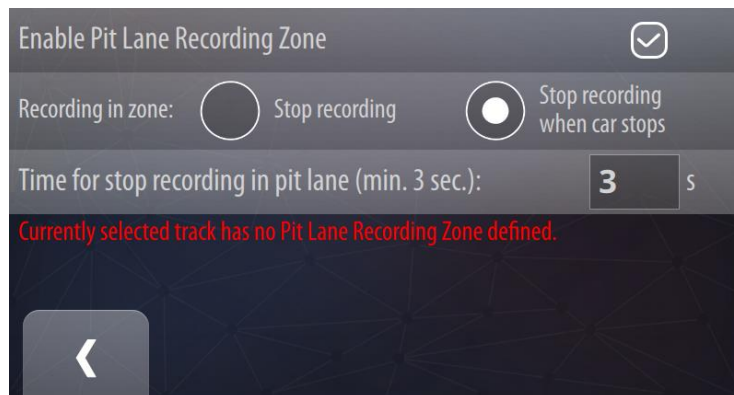 Enable Pit Lane Recording Zone
Recording in zone:
Stop recording
Stop recording
when car stops
Time for stop recording in pit lane (min. 3 sec.):
3
s
Currently selected track has no Pit Lane Recording Zone defined.